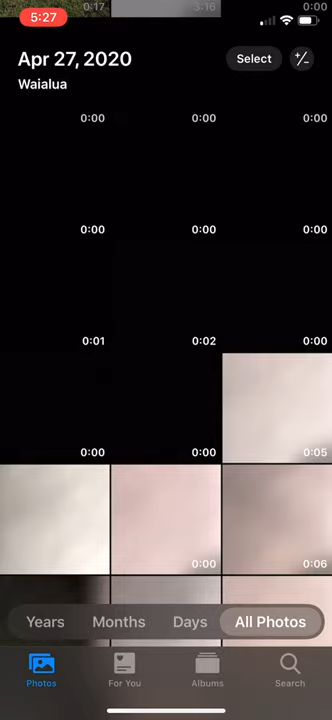 0:17 3:16 0:00
5:27
Apr 27, 2020
Select
Waialua
0:00 0:00 0:00
0:00 0:00 0:00
0:01 0:02 0:00
0:00 0:00 0:05
0:00 0:06
Years Months Days All Photos
Photos For You Albums Search